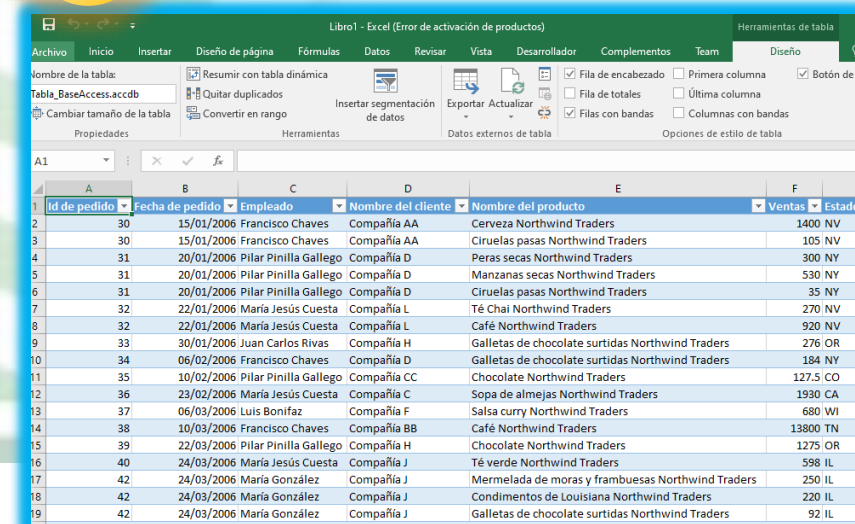 Libro1 - Excel (Error de activación de productos)
Herramientas de tabla
Archivo Inicio Insertar Diseño de página Fórmulas Datos Revisar Vista Desarrollador Complementos Team Diseño
Nombre de la tabla:
Tabla_BaseAccess.accdb
Cambiar tamaño de la tabla
Propiedades
Resumir con tabla dinámica
Quitar duplicados
Convertir en rango
Insertar segmentación
de datos
Herramientas
Exportar Actualizar
Datos externos de tabla
Fila de encabezado Primera columna Botón de
Fila de totales Última columna
Filas con bandas Columnas con bandas
Opciones de estilo de tabla
A1 fx
A B C D E F
1 Id de pedido Fecha de pedido Empleado Nombre del cliente Nombre del producto Ventas Estado
2 30 15/01/2006 Francisco Chaves Compañía AA Cerveza Northwind Traders 1400 NV
3 30 15/01/2006 Francisco Chaves Compañía AA Ciruelas pasas Northwind Traders 105 NV
4 31 20/01/2006 Pilar Pinilla Gallego Compañía D Peras secas Northwind Traders 300 NY
5 31 20/01/2006 Pilar Pinilla Gallego Compañía D Manzanas secas Northwind Traders 530 NY
6 31 20/01/2006 Pilar Pinilla Gallego Compañía D Ciruelas pasas Northwind Traders 35 NY
7 32 22/01/2006 María Jesús Cuesta Compañía L Té Chai Northwind Traders 270 NV
8 32 22/01/2006 María Jesús Cuesta Compañía L Café Northwind Traders 920 NV
9 33 30/01/2006 Juan Carlos Rivas Compañía H Galletas de chocolate surtidas Northwind Traders 276 OR
10 34 06/02/2006 Francisco Chaves Compañía D Galletas de chocolate surtidas Northwind Traders 184 NY
11 35 10/02/2006 Pilar Pinilla Gallego Compañía CC Chocolate Northwind Traders 127.5 CO
12 36 23/02/2006 María Jesús Cuesta Compañía C Sopa de almejas Northwind Traders 1930 CA
13 37 06/03/2006 Luis Bonifaz Compañía F Salsa curry Northwind Traders 680 WI
14 38 10/03/2006 Francisco Chaves Compañía BB Café Northwind Traders 13800 TN
15 39 22/03/2006 Pilar Pinilla Gallego Compañía H Chocolate Northwind Traders 1275 OR
16 40 24/03/2006 María Jesús Cuesta Compañía J Té verde Northwind Traders 598 IL
17 42 24/03/2006 María González Compañía J Mermelada de moras y frambuesas Northwind Traders 250 IL
18 42 24/03/2006 María González Compañía J Condimentos de Louisiana Northwind Traders 220 IL
19 42 24/03/2006 María González Compañía J Galletas de chocolate surtidas Northwind Traders 92 IL